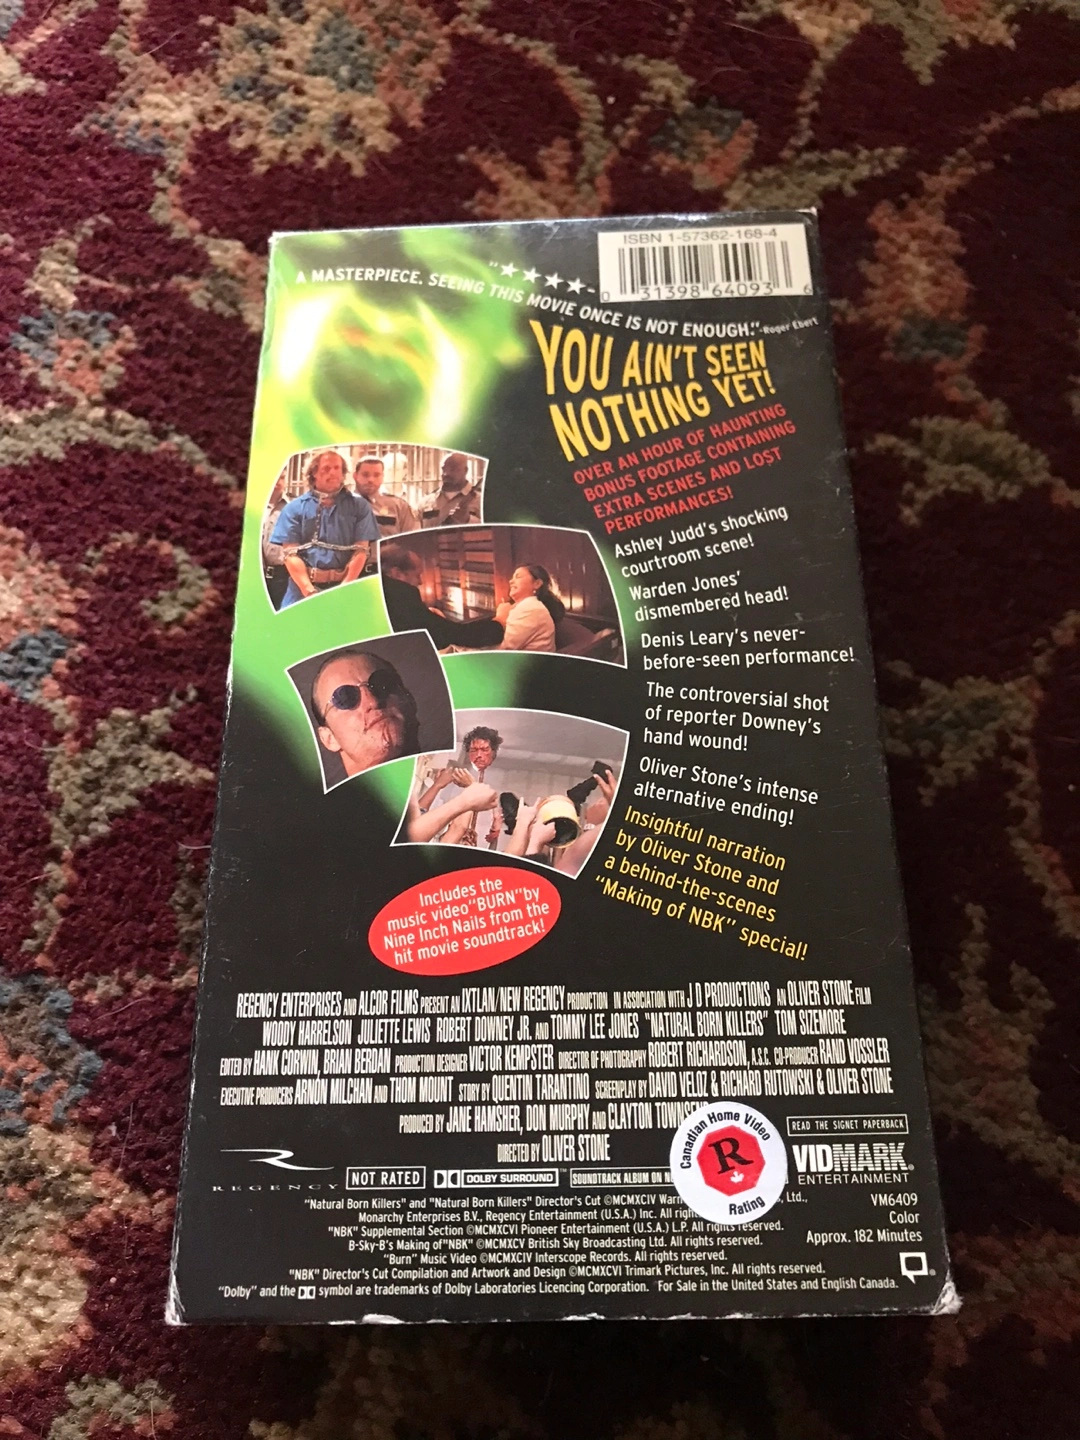 ISBN 1-57362-168-4
0 31398 64093 6
"★★★★-
A MASTERPIECE. SEEING THIS MOVIE ONCE IS NOT ENOUGH."-Roger Ebert
YOU AIN'T SEEN
NOTHING YET!
OVER AN HOUR OF HAUNTING
BONUS FOOTAGE CONTAINING
EXTRA SCENES AND LOST
PERFORMANCES!
Ashley Judd's shocking
courtroom scene!
Warden Jones'
dismembered head!
Denis Leary's never-
before-seen performance!
The controversial shot
of reporter Downey's
hand wound!
Oliver Stone's intense
alternative ending!
Insightful narration
by Oliver Stone and
a behind-the-scenes
"Making of NBK" special!
Includes the
music video"BURN"by
Nine Inch Nails from the
hit movie soundtrack!
REGENCY ENTERPRISES AND ALCOR FILMS PRESENT AN IXTLAN/NEW REGENCY PRODUCTION IN ASSOCIATION WITH J D PRODUCTIONS AN OLIVER STONE FILM
WOODY HARRELSON JULIETTE LEWIS ROBERT DOWNEY JR. AND TOMMY LEE JONES "NATURAL BORN KILLERS" TOM SIZEMORE
EDITED BY HANK CORWIN, BRIAN BERDAN PRODUCTION DESIGNER VICTOR KEMPSTER DIRECTOR OF PHOTOGRAPHY ROBERT RICHARDSON, A.S.C. CO-PRODUCER RAND VOSSLER
EXECUTIVE PRODUCERS ARNON MILCHAN AND THOM MOUNT STORY BY QUENTIN TARANTINO SCREENPLAY BY DAVID VELOZ & RICHARD RUTOWSKI & OLIVER STONE
PRODUCED BY JANE HAMSHER, DON MURPHY AND CLAYTON TOWNSEND
DIRECTED BY OLIVER STONE
Canadian Home Video
R
Rating
READ THE SIGNET PAPERBACK
VIDMARK®
ENTERTAINMENT
REGENCY
NOT RATED
DOLBY SURROUND™
SOUNDTRACK ALBUM ON
"Natural Born Killers" and "Natural Born Killers" Director's Cut ©MCMXCIV Ltd.,
Monarchy Enterprises B.V., Regency Entertainment (U.S.A.) Inc. All
"NBK" Supplemental Section ©MCMXCVI Pioneer Entertainment (U.S.A.) L.P. All rights reserved.
B-Sky-B's Making of"NBK" ©MCMXCV British Sky Broadcasting Ltd. All rights reserved.
"Burn" Music Video ©MCMXCIV Interscope Records. All rights reserved.
"NBK" Director's Cut Compilation and Artwork and Design ©MCMXCVI Trimark Pictures, Inc. All rights reserved.
"Dolby" and the symbol are trademarks of Dolby Laboratories Licencing Corporation. For Sale in the United States and English Canada.
VM6409
Color
Approx. 182 Minutes